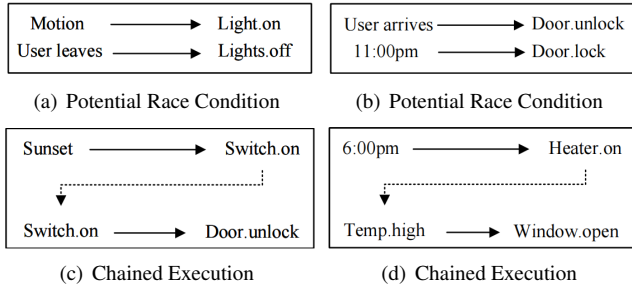 Motion Light.on
User leaves Lights.off
(a) Potential Race Condition
User arrives Door.unlock
11:00pm Door.lock
(b) Potential Race Condition
Sunset Switch.on
Switch.on Door.unlock
(c) Chained Execution
6:00pm Heater.on
Temp.high Window.open
(d) Chained Execution